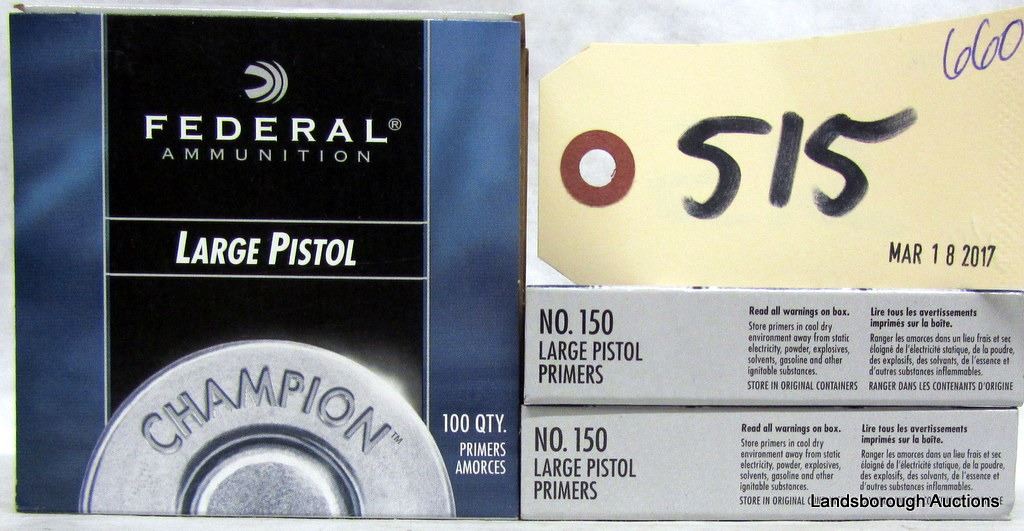 FEDERAL®
AMMUNITION
LARGE PISTOL
CHAMPION™
100 QTY.
PRIMERS
AMORCES
660
515
MAR 18 2017
NO. 150
LARGE PISTOL
PRIMERS
Read all warnings on box.
Store primers in cool dry
environment away from static
electricity, powder, explosives,
solvents, gasoline and other
ignitable substances.
STORE IN ORIGINAL CONTAINERS
Lire tous les avertissements
imprimés sur la boîte.
Ranger les amorces dans un lieu frais et sec
éloigné de l'électricité statique, de la poudre,
des explosifs, des solvants, de l'essence et
d'autres substances inflammables.
RANGER DANS LES CONTENANTS D'ORIGINE
NO. 150
LARGE PISTOL
PRIMERS
Read all warnings on box.
Store primers in cool dry
environment away from static
electricity, powder, explosives,
solvents, gasoline and other
ignitable substances.
STORE IN ORIGINAL
Lire tous les avertissements
imprimés sur la boîte.
Ranger les amorces dans un lieu frais et sec
éloigné de l'électricité statique, de la poudre,
des explosifs, des solvants, de l'essence et
d'autres substances inflammables.
Landsborough Auctions